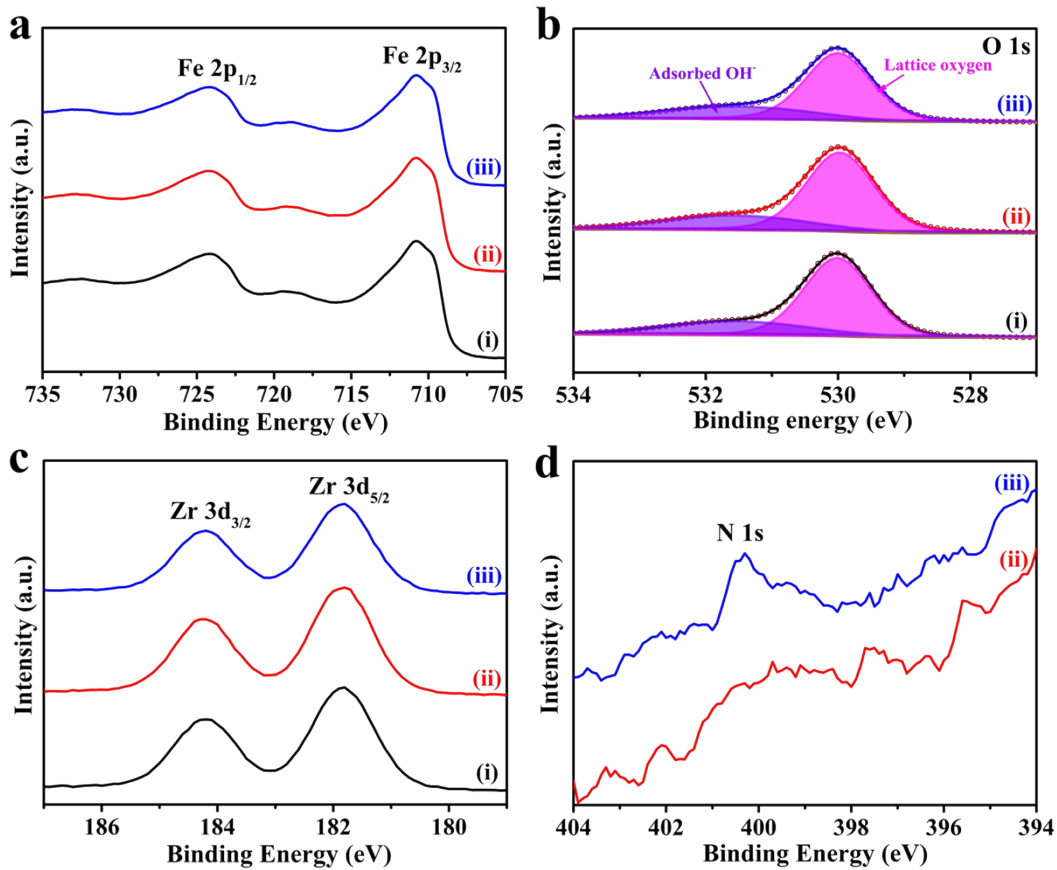 a
Fe 2p1/2
Fe 2p3/2
(iii)
(ii)
(i)
Intensity (a.u.)
735 730 725 720 715 710 705
Binding Energy (eV)
b
O 1s
Adsorbed OH-
Lattice oxygen
(iii)
(ii)
(i)
Intensity (a.u.)
534 532 530 528
Binding energy (eV)
c
Zr 3d3/2
Zr 3d5/2
(iii)
(ii)
(i)
Intensity (a.u.)
186 184 182 180
Binding Energy (eV)
d
N 1s
(iii)
(ii)
Intensity (a.u.)
404 402 400 398 396 394
Binding Energy (eV)